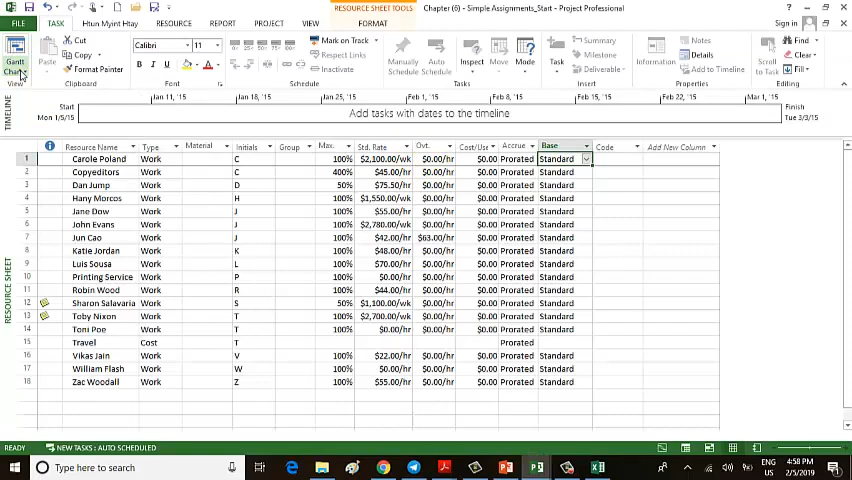 RESOURCE SHEET TOOLS
Chapter (6) - Simple Assignments_Start - Project Professional
FILE TASK Htun Myint Htay RESOURCE REPORT PROJECT VIEW FORMAT Sign in
Gantt Chart
View
Paste
Cut
Copy
Format Painter
Clipboard
Calibri 11
B I U
Font
Schedule
Mark on Track
Respect Links
Inactivate
Manually Schedule
Auto Schedule
Inspect
Move
Mode
Tasks
Task
Summary
Milestone
Deliverable
Insert
Information
Notes
Details
Add to Timeline
Properties
Scroll to Task
Find
Clear
Fill
Editing
TIMELINE
Jan 11, '15 Jan 18, '15 Jan 25, '15 Feb 1, '15 Feb 8, '15 Feb 15, '15 Feb 22, '15 Mar 1, '15
Start
Mon 1/5/15
Add tasks with dates to the timeline
Finish
Tue 3/3/15
RESOURCE SHEET
Resource Name Type Material Initials Group Max. Std. Rate Ovt. Cost/Use Accrue Base Code Add New Column
1 Carole Poland Work C 100% $2,100.00/wk $0.00/hr $0.00 Prorated Standard
2 Copyeditors Work C 400% $45.00/hr $0.00/hr $0.00 Prorated Standard
3 Dan Jump Work D 50% $75.50/hr $0.00/hr $0.00 Prorated Standard
4 Hany Morcos Work H 100% $1,550.00/wk $0.00/hr $0.00 Prorated Standard
5 Jane Dow Work J 100% $55.00/hr $0.00/hr $0.00 Prorated Standard
6 John Evans Work J 100% $2,780.00/wk $0.00/hr $0.00 Prorated Standard
7 Jun Cao Work J 100% $42.00/hr $63.00/hr $0.00 Prorated Standard
8 Katie Jordan Work K 100% $48.00/hr $0.00/hr $0.00 Prorated Standard
9 Luis Sousa Work L 100% $70.00/hr $0.00/hr $0.00 Prorated Standard
10 Printing Service Work P 100% $0.00/hr $0.00/hr $0.00 Prorated Standard
11 Robin Wood Work R 100% $44.00/hr $0.00/hr $0.00 Prorated Standard
12 Sharon Salavaria Work S 50% $1,100.00/wk $0.00/hr $0.00 Prorated Standard
13 Toby Nixon Work T 100% $2,700.00/wk $0.00/hr $0.00 Prorated Standard
14 Toni Poe Work T 100% $0.00/hr $0.00/hr $0.00 Prorated Standard
15 Travel Cost T Prorated
16 Vikas Jain Work V 100% $22.00/hr $0.00/hr $0.00 Prorated Standard
17 William Flash Work W 100% $0.00/hr $0.00/hr $0.00 Prorated Standard
18 Zac Woodall Work Z 100% $55.00/hr $0.00/hr $0.00 Prorated Standard
READY NEW TASKS : AUTO SCHEDULED
Type here to search
ENG US
4:58 PM
2/5/2019